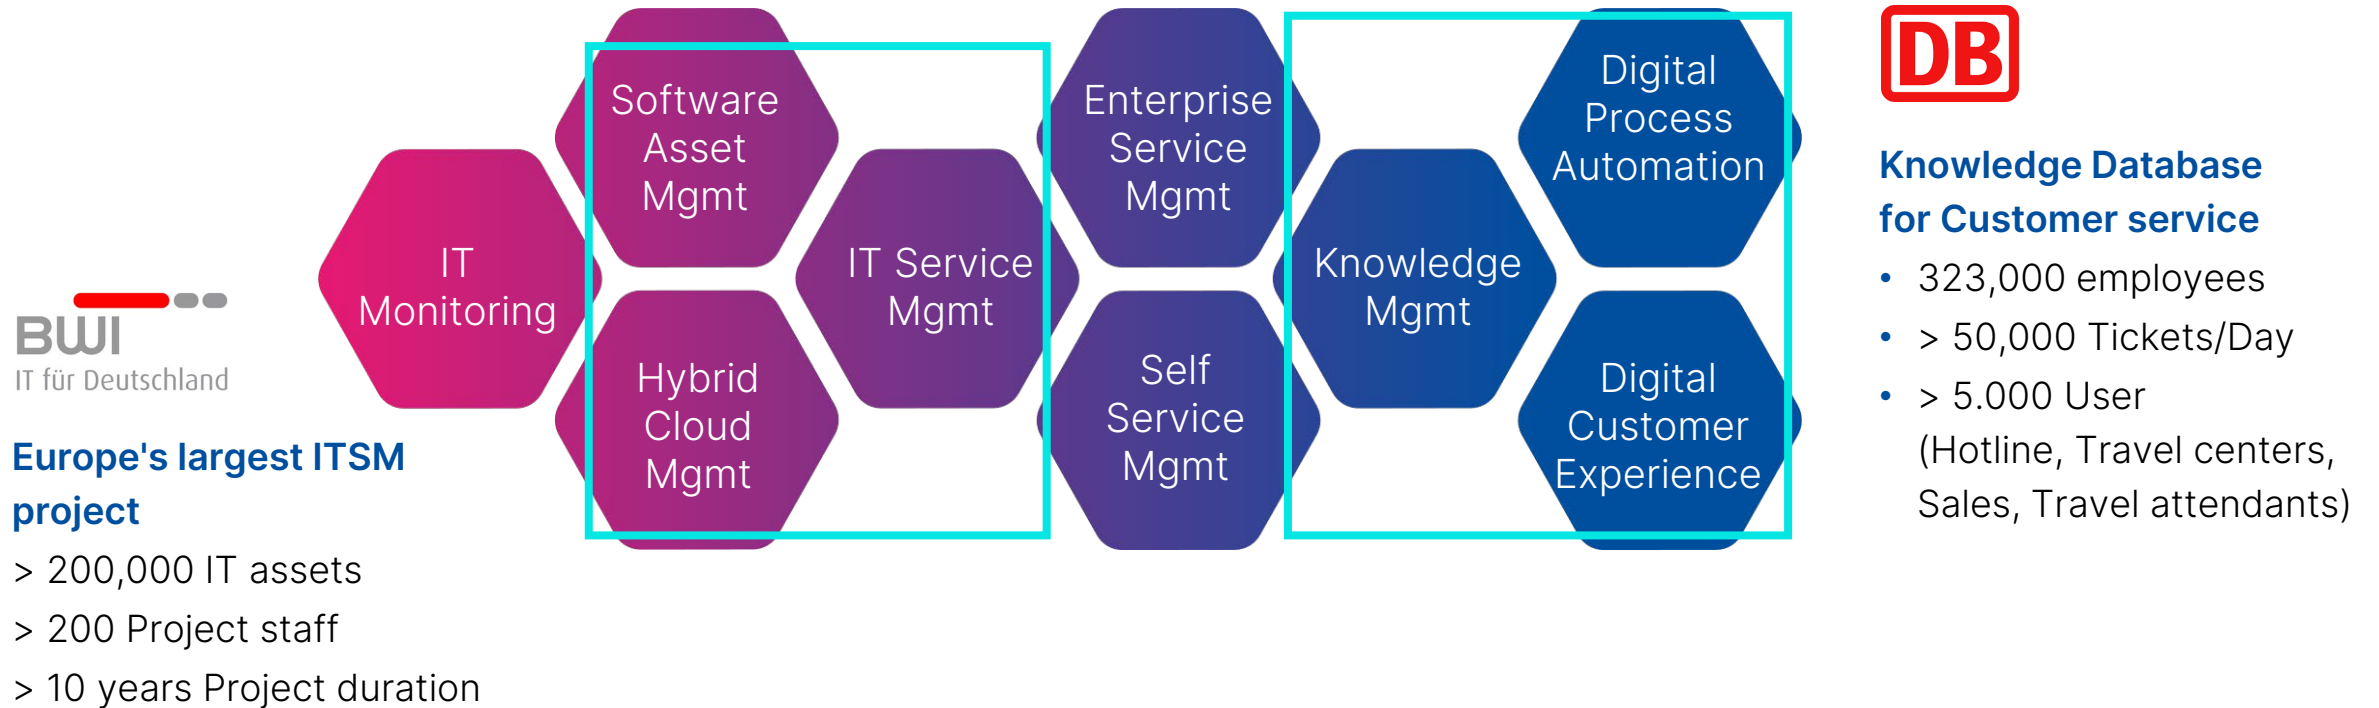 BWI
IT für Deutschland
Europe's largest ITSM
project
> 200,000 IT assets
> 200 Project staff
> 10 years Project duration
IT
Monitoring
Software
Asset
Mgmt
Hybrid
Cloud
Mgmt
IT Service
Mgmt
Enterprise
Service
Mgmt
Self
Service
Mgmt
Knowledge
Mgmt
Digital
Process
Automation
Digital
Customer
Experience
DB
Knowledge Database
for Customer service
• 323,000 employees
• > 50,000 Tickets/Day
• > 5.000 User
(Hotline, Travel centers,
Sales, Travel attendants)